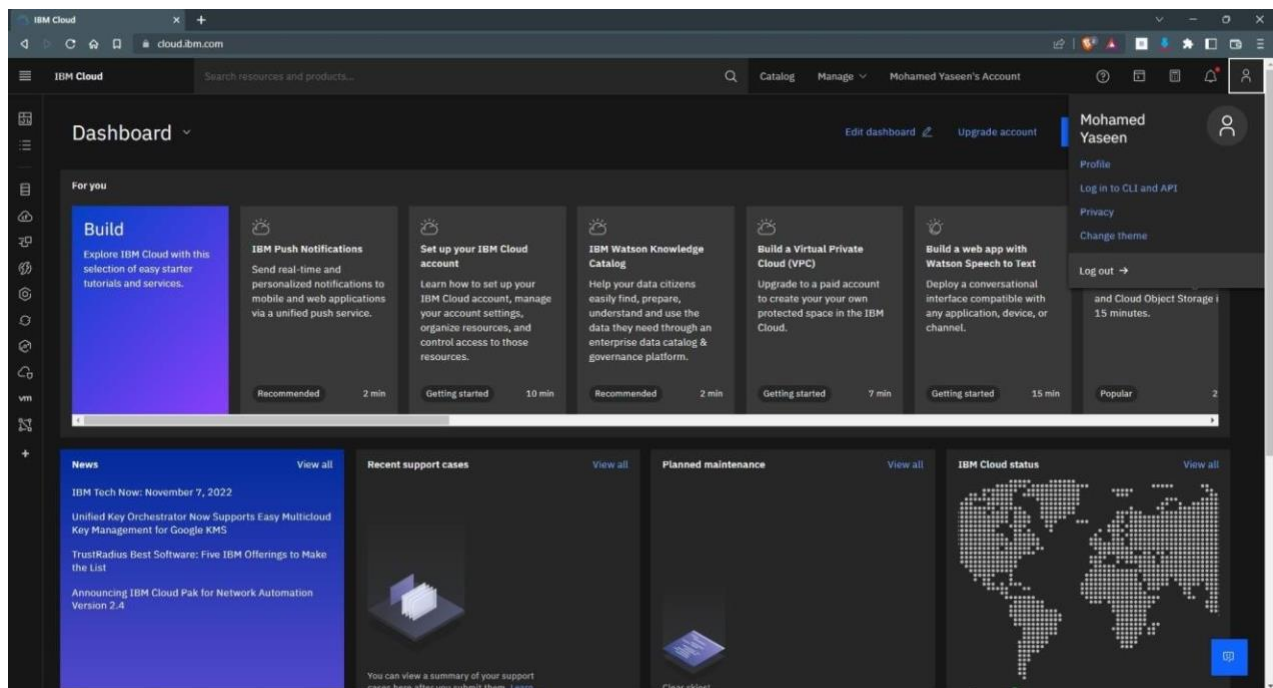 IBM Cloud
cloud.ibm.com
IBM Cloud
Search resources and products...
Catalog
Manage
Mohamed Yaseen's Account
Dashboard
Edit dashboard
Upgrade account
Mohamed
Yaseen
Profile
Log in to CLI and API
Privacy
Change theme
Log out →
For you
Build
Explore IBM Cloud with this
selection of easy starter
tutorials and services.
IBM Push Notifications
Send real-time and
personalized notifications to
mobile and web applications
via a unified push service.
Recommended
2 min
Set up your IBM Cloud
account
Learn how to set up your
IBM Cloud account, manage
your account settings,
organize resources, and
control access to those
resources.
Getting started
10 min
IBM Watson Knowledge
Catalog
Help your data citizens
easily find, prepare,
understand and use the
data they need through an
enterprise data catalog &
governance platform.
Recommended
2 min
Build a Virtual Private
Cloud (VPC)
Upgrade to a paid account
to create your your own
protected space in the IBM
Cloud.
Getting started
7 min
Build a web app with
Watson Speech to Text
Deploy a conversational
interface compatible with
any application, device, or
channel.
Getting started
15 min
and Cloud Object Storage i
15 minutes.
Popular
2
vm
News
View all
IBM Tech Now: November 7, 2022
Unified Key Orchestrator Now Supports Easy Multicloud
Key Management for Google KMS
TrustRadius Best Software: Five IBM Offerings to Make
the List
Announcing IBM Cloud Pak for Network Automation
Version 2.4
Recent support cases
View all
You can view a summary of your support
cases here after you submit them. Learn
Planned maintenance
View all
Clear skies!
IBM Cloud status
View all